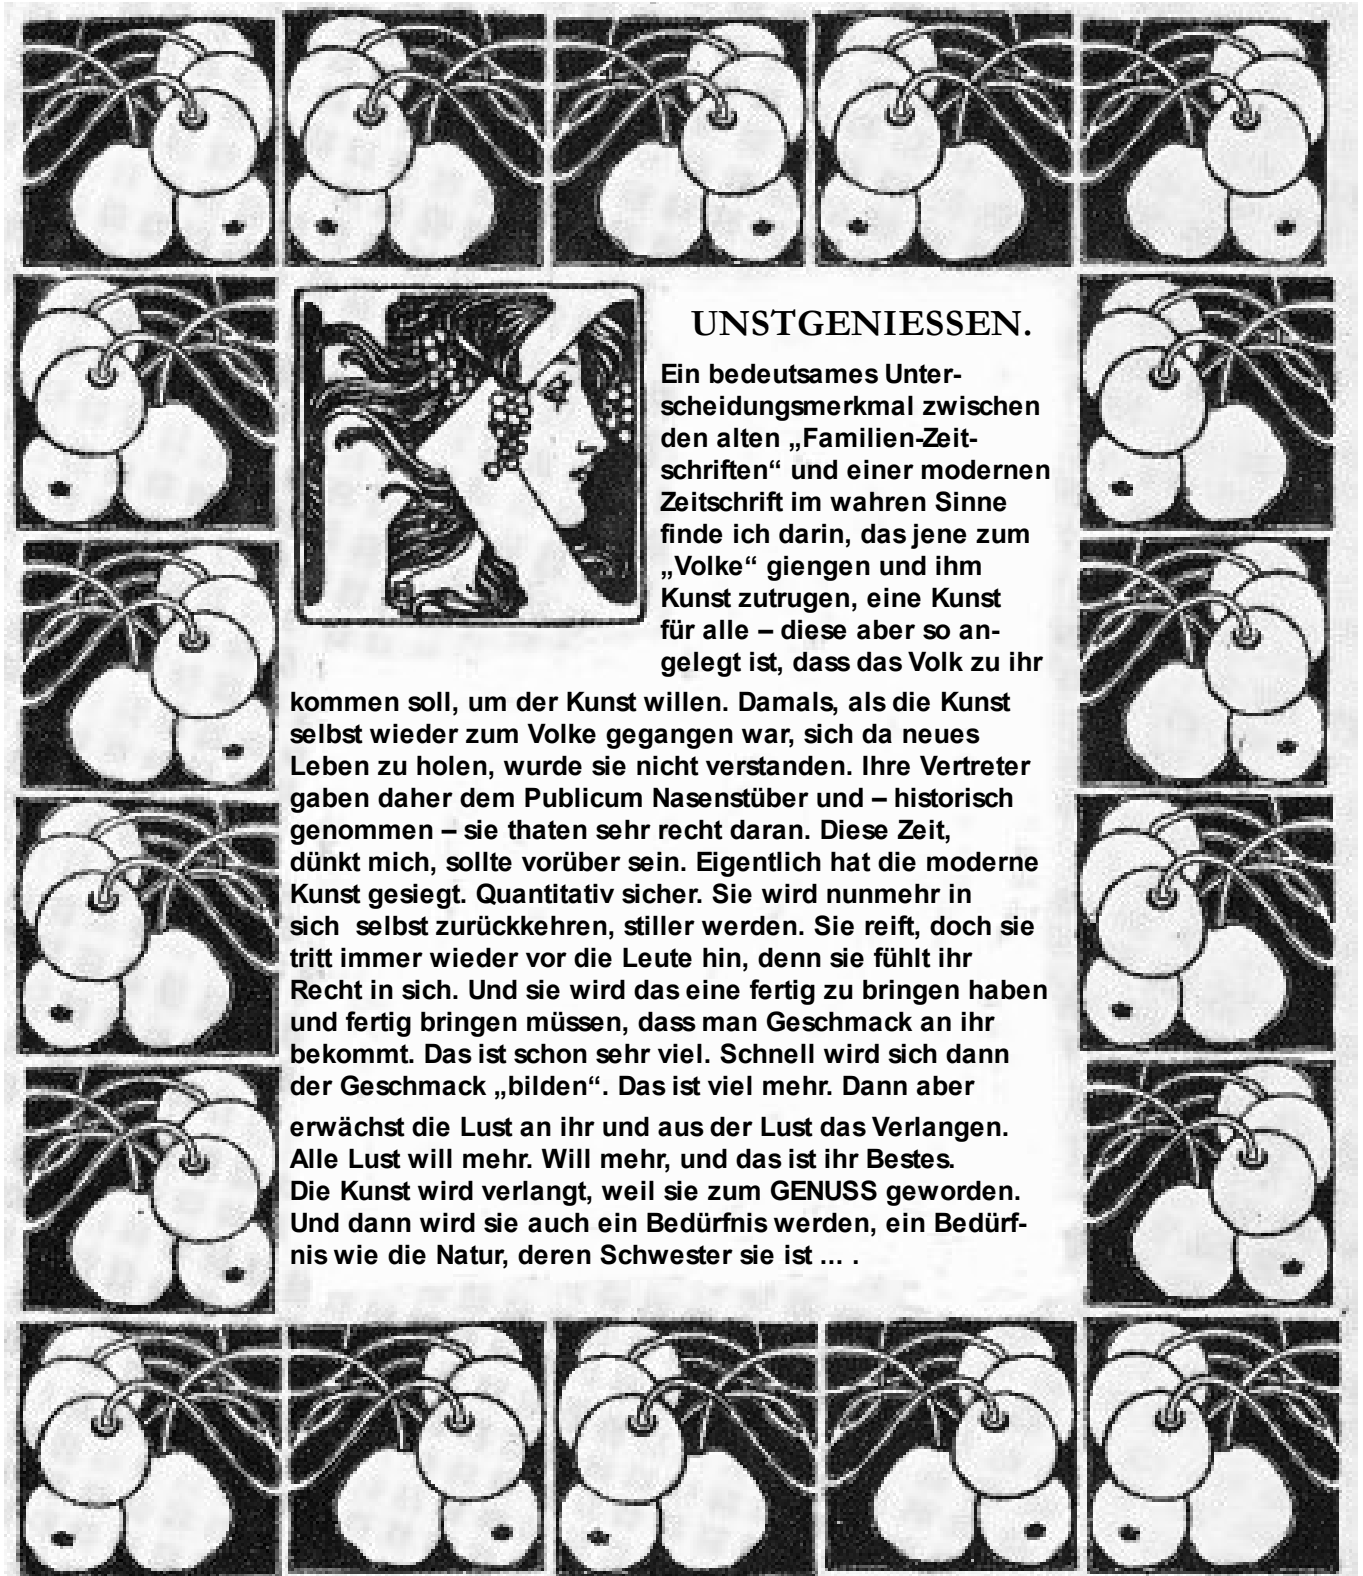 KUNSTGENIESSEN.
Ein bedeutsames Unter-
scheidungsmerkmal zwischen
den alten „Familien-Zeit-
schriften“ und einer modernen
Zeitschrift im wahren Sinne
finde ich darin, das jene zum
„Volke“ giengen und ihm
Kunst zutrugen, eine Kunst
für alle – diese aber so an-
gelegt ist, dass das Volk zu ihr
kommen soll, um der Kunst willen. Damals, als die Kunst
selbst wieder zum Volke gegangen war, sich da neues
Leben zu holen, wurde sie nicht verstanden. Ihre Vertreter
gaben daher dem Publicum Nasenstüber und – historisch
genommen – sie thaten sehr recht daran. Diese Zeit,
dünkt mich, sollte vorüber sein. Eigentlich hat die moderne
Kunst gesiegt. Quantitativ sicher. Sie wird nunmehr in
sich selbst zurückkehren, stiller werden. Sie reift, doch sie
tritt immer wieder vor die Leute hin, denn sie fühlt ihr
Recht in sich. Und sie wird das eine fertig zu bringen haben
und fertig bringen müssen, dass man Geschmack an ihr
bekommt. Das ist schon sehr viel. Schnell wird sich dann
der Geschmack „bilden“. Das ist viel mehr. Dann aber
erwächst die Lust an ihr und aus der Lust das Verlangen.
Alle Lust will mehr. Will mehr, und das ist ihr Bestes.
Die Kunst wird verlangt, weil sie zum GENUSS geworden.
Und dann wird sie auch ein Bedürfnis werden, ein Bedürf-
nis wie die Natur, deren Schwester sie ist ... .